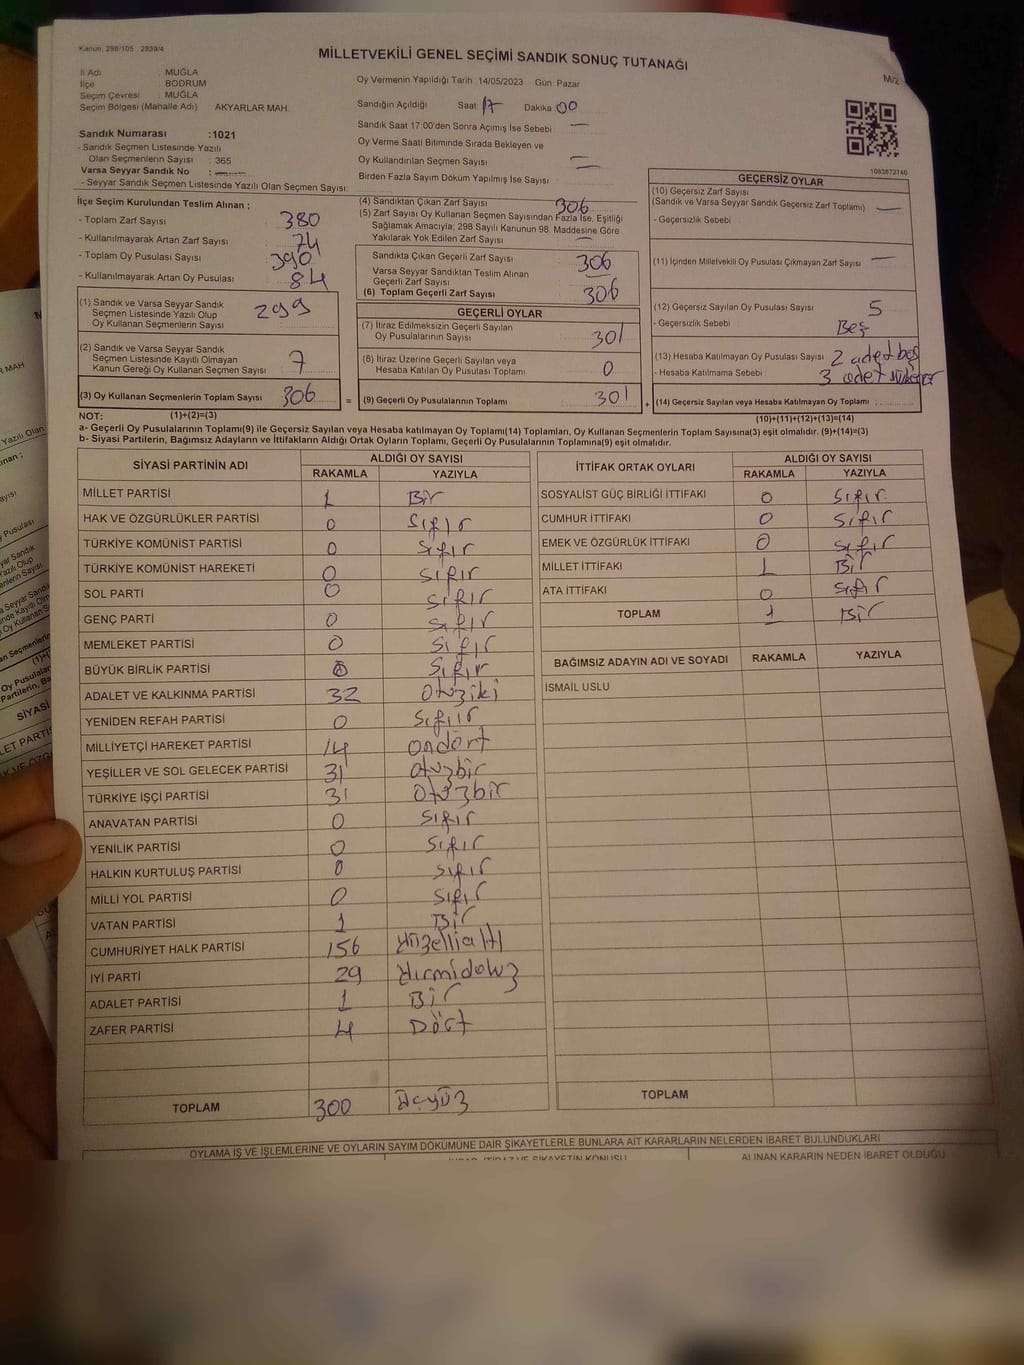 Kanun. 298/105 2839/4
MİLLETVEKİLİ GENEL SEÇİMİ SANDIK SONUÇ TUTANAĞI
Mrz
İl Adı : MUĞLA
İlçe : BODRUM
Seçim Çevresi : MUĞLA
Seçim Bölgesi (Mahalle Adı) AKYARLAR MAH.
Sandık Numarası :1021
- Sandık Seçmen Listesinde Yazılı
Olan Seçmenlerin Sayısı : 365
Varsa Seyyar Sandık No :
- Seyyar Sandık Seçmen Listesinde Yazılı Olan Seçmen Sayısı:
Oy Vermenin Yapıldığı Tarih 14/05/2023 Gün: Pazar
Sandığın Açıldığı Saat 17 Dakika 00
Sandık Saat 17:00'den Sonra Açımış İse Sebebi —
Oy Verme Saati Bitiminde Sırada Bekleyen ve
Oy Kullandırılan Seçmen Sayısı —
Birden Fazla Sayım Döküm Yapılmış İse Sayısı —
1083672746
İlçe Seçim Kurulundan Teslim Alınan ;
- Toplam Zarf Sayısı 380
- Kullanılmayarak Artan Zarf Sayısı 74
- Toplam Oy Pusulası Sayısı 390
- Kullanılmayarak Artan Oy Pusulası 84
(1) Sandık ve Varsa Seyyar Sandık
Seçmen Listesinde Yazılı Olup
Oy Kullanan Seçmenlerin Sayısı 299
(2) Sandık ve Varsa Seyyar Sandık
Seçmen Listesinde Kayıtlı Olmayan
Kanun Gereği Oy Kullanan Seçmen Sayısı 7
(3) Oy Kullanan Seçmenlerin Toplam Sayısı 306
(4) Sandıktan Çıkan Zarf Sayısı 306
(5) Zarf Sayısı Oy Kullanan Seçmen Sayısından Fazla İse, Eşitliği
Sağlamak Amacıyla; 298 Sayılı Kanunun 98. Maddesine Göre
Yakılarak Yok Edilen Zarf Sayısı —
Sandıkta Çıkan Geçerli Zarf Sayısı 306
Varsa Seyyar Sandıktan Teslim Alınan
Geçerli Zarf Sayısı —
(6) Toplam Geçerli Zarf Sayısı 306
GEÇERLİ OYLAR
(7) İtiraz Edilmeksizin Geçerli Sayılan
Oy Pusulasının Sayısı 301
(8) İtiraz Üzerine Geçerli Sayılan veya
Hesaba Katılan Oy Pusulası Toplamı 0
= (9) Geçerli Oy Pusulalarının Toplamı 301
GEÇERSİZ OYLAR
(10) Geçersiz Zarf Sayısı
(Sandık ve Varsa Seyyar Sandık Geçersiz Zarf Toplamı) —
- Geçersizlik Sebebi :
(11) İçinden Milletvekili Oy Pusulası Çıkmayan Zarf Sayısı —
(12) Geçersiz Sayılan Oy Pusulası Sayısı 5
- Geçersizlik Sebebi : Beş
(13) Hesaba Katılmayan Oy Pusulası Sayısı 2 adet boş
- Hesaba Katılmama Sebebi : 3 adet
+ (14) Geçersiz Sayılan veya Hesaba Katılmayan Oy Toplamı :
NOT: (1)+(2)=(3)
(10)+(11)+(12)+(13)=(14)
a- Geçerli Oy Pusulalarının Toplamı(9) ile Geçersiz Sayılan veya Hesaba katılmayan Oy Toplamı(14) Toplamları, Oy Kullanan Seçmenlerin Toplam Sayısına(3) eşit olmalıdır. (9)+(14)=(3)
b- Siyasi Partilerin, Bağımsız Adayların ve İttifakların Aldığı Ortak Oyların Toplamı, Geçerli Oy Pusulalarının Toplamına(9) eşit olmalıdır.
SİYASİ PARTİNİN ADI ALDIĞI OY SAYISI
RAKAMLA YAZIYLA
MİLLET PARTİSİ 1 Bir
HAK VE ÖZGÜRLÜKLER PARTİSİ 0 Sıfır
TÜRKİYE KOMÜNİST PARTİSİ 0 Sıfır
TÜRKİYE KOMÜNİST HAREKETİ 0 Sıfır
SOL PARTİ 0 Sıfır
GENÇ PARTİ 0 Sıfır
MEMLEKET PARTİSİ 0 Sıfır
BÜYÜK BİRLİK PARTİSİ 0 Sıfır
ADALET VE KALKINMA PARTİSİ 32 Otuziki
YENİDEN REFAH PARTİSİ 0 Sıfıır
MİLLİYETÇİ HAREKET PARTİSİ 14 Ondört
YEŞİLLER VE SOL GELECEK PARTİSİ 31 Otuzbir
TÜRKİYE İŞÇİ PARTİSİ 31 Otuzbir
ANAVATAN PARTİSİ 0 Sıfır
YENİLİK PARTİSİ 0 Sıfır
HALKIN KURTULUŞ PARTİSİ 0 Sıfır
MİLLİ YOL PARTİSİ 0 Sıfır
VATAN PARTİSİ 1 Bir
CUMHURİYET HALK PARTİSİ 156 Yüzellialtı
İYİ PARTİ 29 Yirmidokuz
ADALET PARTİSİ 1 Bir
ZAFER PARTİSİ 4 Dört
TOPLAM 300 Üçyüz
İTTİFAK ORTAK OYLARI ALDIĞI OY SAYISI
RAKAMLA YAZIYLA
SOSYALİST GÜÇ BİRLİĞİ İTTİFAKI 0 Sıfır
CUMHUR İTTİFAKI 0 Sıfır
EMEK VE ÖZGÜRLÜK İTTİFAKI 0 Sıfır
MİLLET İTTİFAKI 1 Bir
ATA İTTİFAKI 0 Sıfır
TOPLAM 1 Bir
BAĞIMSIZ ADAYIN ADI VE SOYADI RAKAMLA YAZIYLA
İSMAİL USLU
TOPLAM
OYLAMA İŞ VE İŞLEMLERİNE VE OYLARIN SAYIM DÖKÜMÜNE DAİR ŞİKAYETLERLE BUNLARA AİT KARARLARIN NELERDEN İBARET BULUNDUKLARI
ALINAN KARARIN NEDEN İBARET OLDUĞU